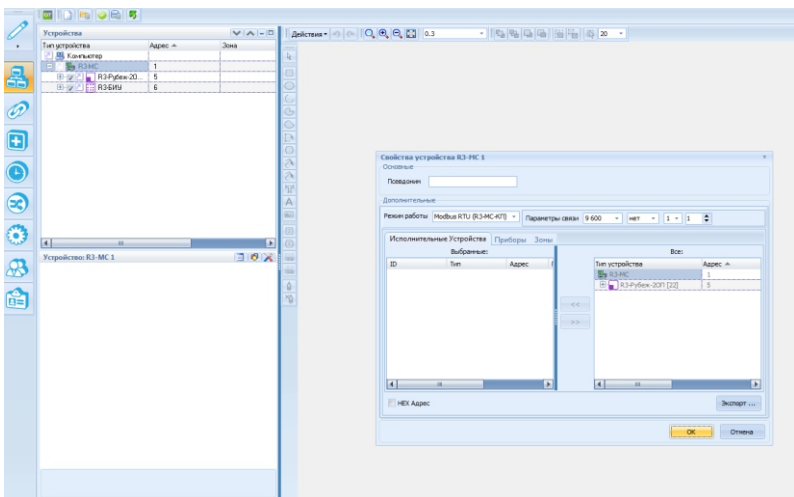 Устройства
Тип устройства Адрес Зона
Компьютер
R3-МС 1
R3-Рубеж-20... 5
R3-БИУ 6
Действия 0.3 20
Устройство: R3-МС 1
Свойства устройства R3-МС 1
Основные
Псевдоним
Дополнительные
Режим работы Modbus RTU (R3-МС-КП) Параметры связи 9 600 нет 1 1
Исполнительные Устройства Приборы Зоны
Выбранные: Все:
ID Тип Адрес Тип устройства Адрес
R3-МС 1
R3-Рубеж-2ОП [22] 5
<<
>>
HEX Адрес Экспорт ...
OK Отмена